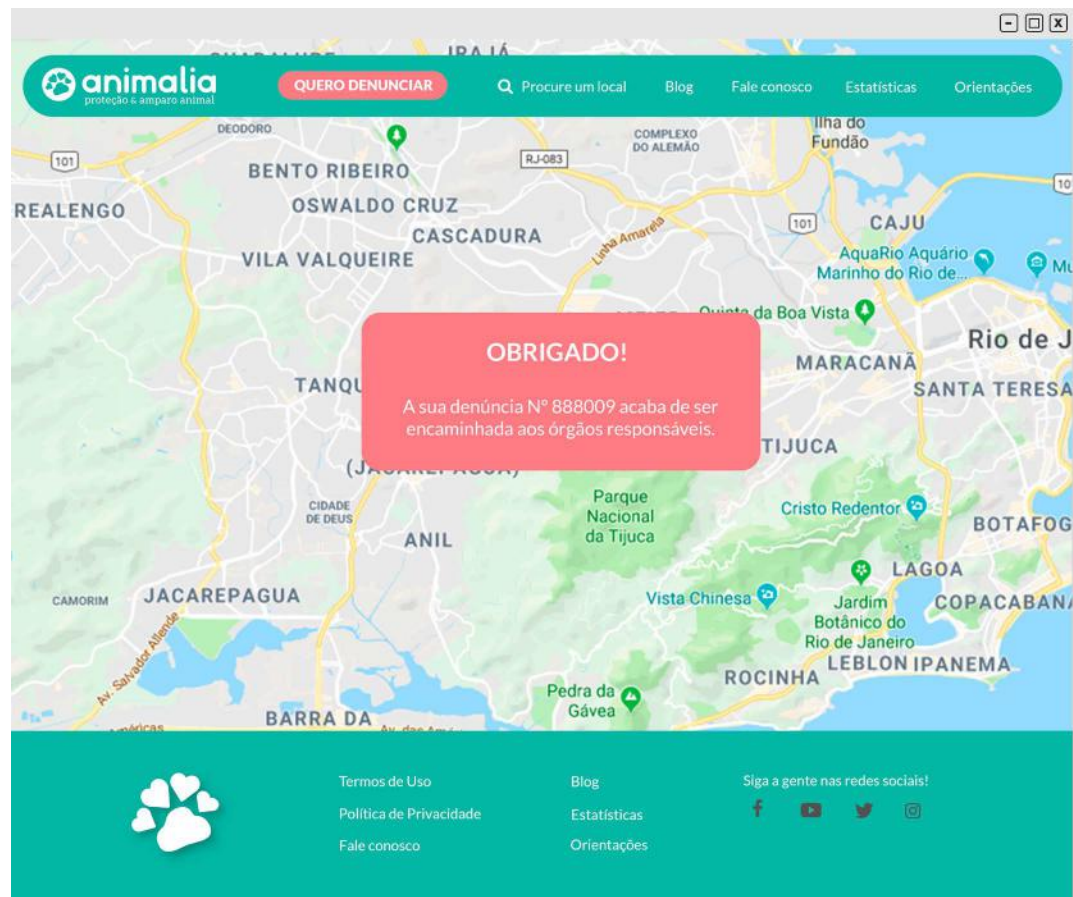 IRAJÁ
animalia
proteção & amparo animal
QUERO DENUNCIAR
Procure um local
Blog
Fale conosco
Estatísticas
Orientações
DEODORO
COMPLEXO
DO ALEMÃO
Ilha do
Fundão
101
BENTO RIBEIRO
RJ-083
REALENGO
OSWALDO CRUZ
CASCADURA
Linha Amarela
101
CAJU
VILA VALQUEIRE
AquaRio Aquário
Marinho do Rio de...
Quinta da Boa Vista
Rio de J
MARACANÃ
SANTA TERESA
OBRIGADO!
A sua denúncia Nº 888009 acaba de ser
encaminhada aos órgãos responsáveis.
TANQU
TIJUCA
CIDADE
DE DEUS
ANIL
Parque
Nacional
da Tijuca
Cristo Redentor
BOTAFOG
LAGOA
CAMORIM
JACAREPAGUA
Vista Chinesa
Jardim
Botânico do
Rio de Janeiro
COPACABANA
Av. Salvador Allende
ROCINHA
LEBLON
IPANEMA
Pedra da
Gávea
BARRA DA
Termos de Uso
Política de Privacidade
Fale conosco
Blog
Estatísticas
Orientações
Siga a gente nas redes sociais!